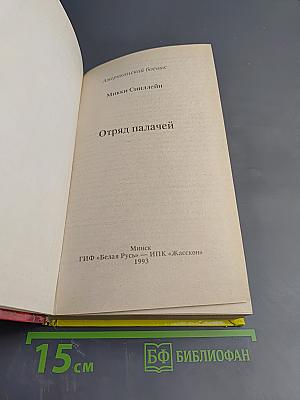 Американский боевик
Микки Спиллейн
Отряд палачей
Минск
ГИФ «Белая Русь» — ИПК «Жасскон»
1993
15 см
БФ БИБЛИОФАН